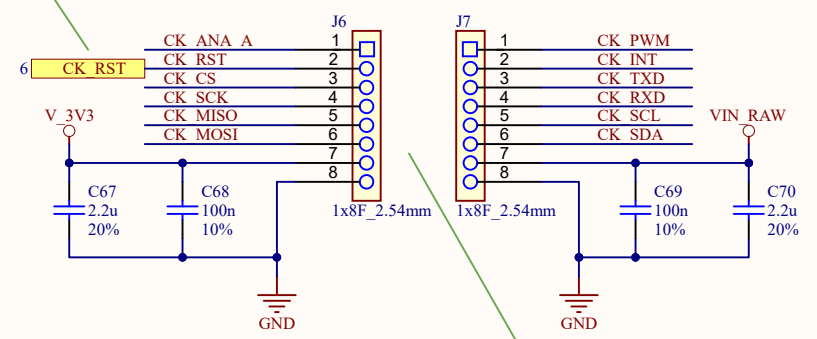 J6
J7
CK_ANA_A 1
1 CK_PWM
CK_RST 2
2 CK_INT
6 CK_RST
CK_CS 3
3 CK_TXD
CK_SCK 4
4 CK_RXD
CK_MISO 5
5 CK_SCL
CK_MOSI 6
6 CK_SDA
V_3V3
VIN_RAW
7
7
8
8
C67
2.2u
20%
C68
100n
10%
1x8F_2.54mm
1x8F_2.54mm
C69
100n
10%
C70
2.2u
20%
GND
GND